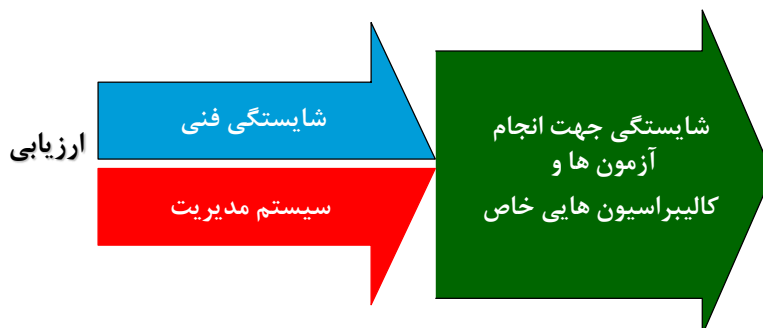 ارزیابی
شایستگی فنی
سیستم مدیریت
شایستگی جهت انجام
آزمون ها و
کالیبراسیون هایی خاص